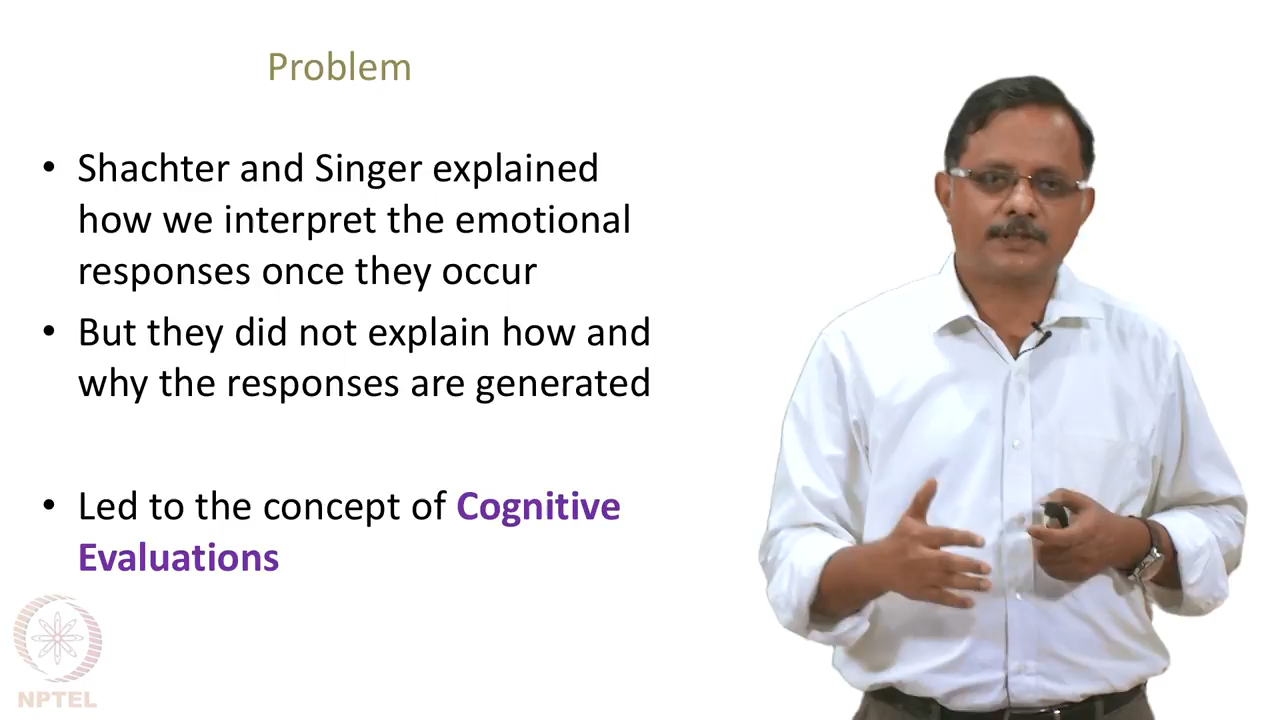 Problem
• Shachter and Singer explained
how we interpret the emotional
responses once they occur
• But they did not explain how and
why the responses are generated
• Led to the concept of Cognitive
Evaluations
NPTEL